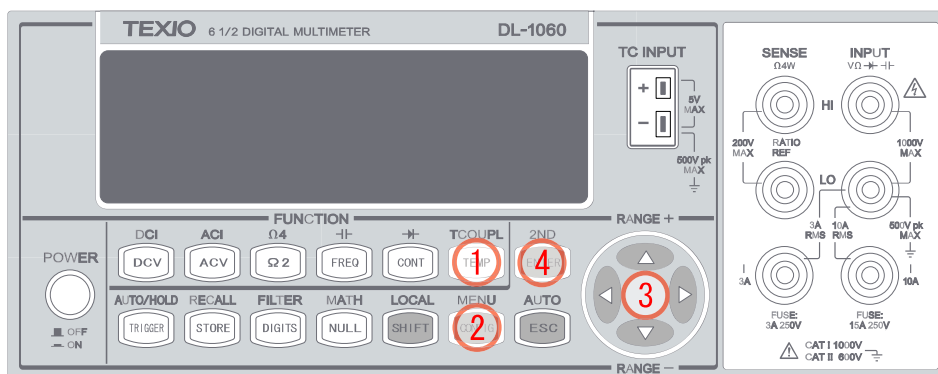 TEXIO 6 1/2 DIGITAL MULTIMETER DL-1060
TC INPUT
+
−
5V
MAX
500V pk
MAX
SENSE
Ω4W
INPUT
VΩ
HI
200V
MAX
RATIO
REF
1000V
MAX
LO
3A
RMS
10A
RMS
500V pk
MAX
I
3A
I
10A
FUSE:
3A 250V
FUSE:
15A 250V
CAT I 1000V
CAT II 600V
FUNCTION
RANGE +
POWER
OFF
ON
DCI ACI Ω4 TCOUPL 2ND
DCV ACV Ω2 FREQ CONT TEMP ENTER
1 4
3
AUTO/HOLD RECALL FILTER MATH LOCAL MENU AUTO
TRIGGER STORE DIGITS NULL SHIFT CONFIG ESC
2
RANGE −